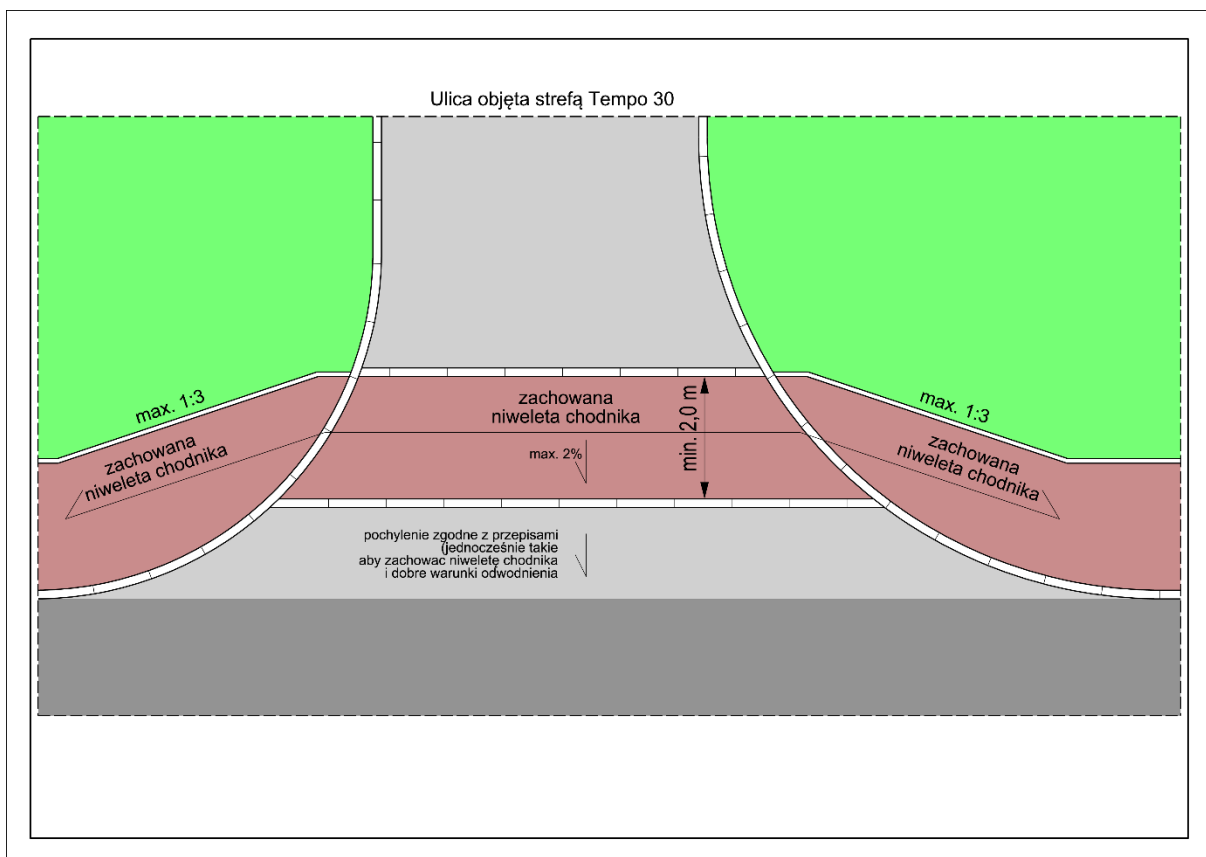 Ulica objęta strefą Tempo 30
max. 1:3
zachowana
niweleta chodnika
zachowana
niweleta chodnika
max. 2%
min. 2,0 m
max. 1:3
zachowana
niweleta chodnika
pochylenie zgodne z przepisami
(jednocześnie takie
aby zachowac niweletę chodnika
i dobre warunki odwodnienia